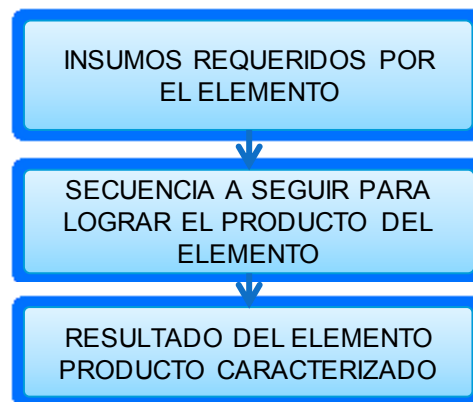 INSUMOS REQUERIDOS POR
EL ELEMENTO
SECUENCIA A SEGUIR PARA
LOGRAR EL PRODUCTO DEL
ELEMENTO
RESULTADO DEL ELEMENTO
PRODUCTO CARACTERIZADO